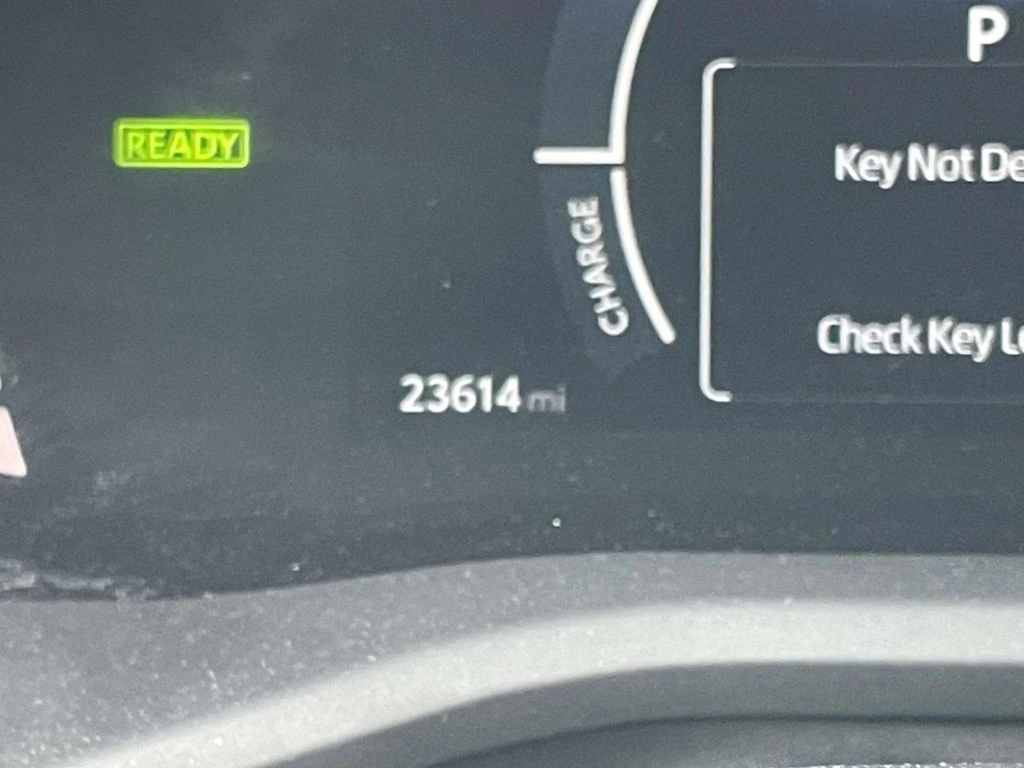 P
READY
Key Not De
CHARGE
Check Key L
23614 mi